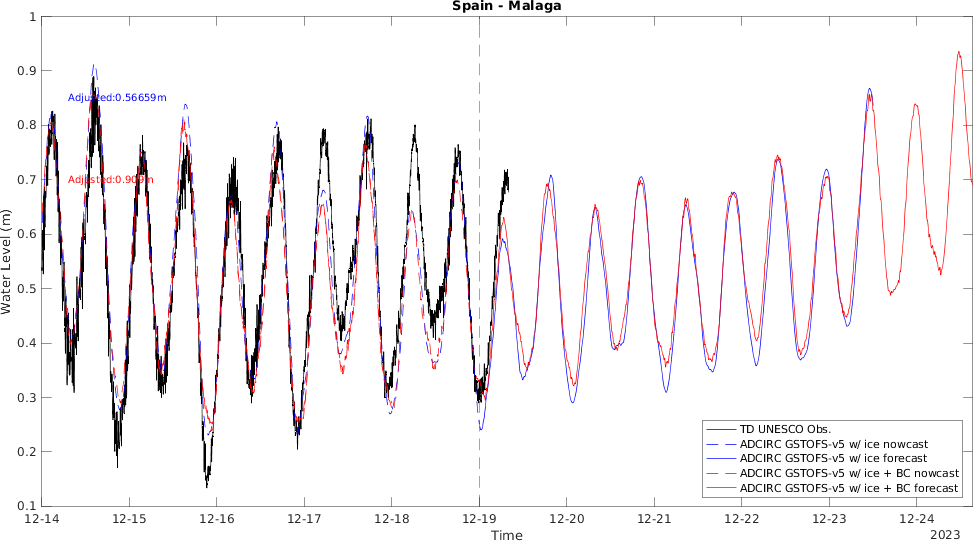 Spain - Malaga
1
0.9
0.8
0.7
0.6
0.5
0.4
0.3
0.2
0.1
Water Level (m)
Adjusted:0.56659m
Adjusted:0.909m
12-14 12-15 12-16 12-17 12-18 12-19 12-20 12-21 12-22 12-23 12-24
2023
Time
TD UNESCO Obs.
ADCIRC GSTOFS-v5 w/ ice nowcast
ADCIRC GSTOFS-v5 w/ ice forecast
ADCIRC GSTOFS-v5 w/ ice + BC nowcast
ADCIRC GSTOFS-v5 w/ ice + BC forecast